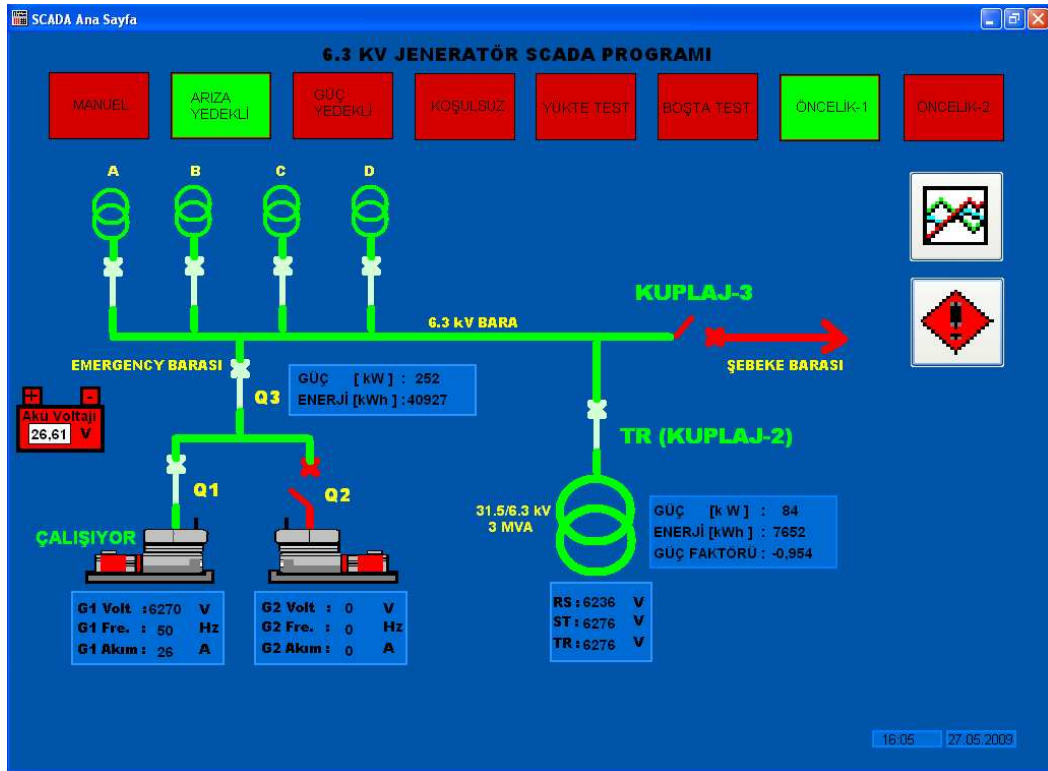 SCADA Ana Sayfa
6.3 KV JENERATÖR SCADA PROGRAMI
MANUEL
ARIZA
YEDEKLİ
GÜÇ
YEDEKLİ
KOŞULSUZ
YÜKTE TEST
BOŞTA TEST
ÖNCELİK-1
ÖNCELİK-2
A B C D
KUPLAJ-3
6.3 kV BARA
EMERGENCY BARASI
ŞEBEKE BARASI
Q3
GÜÇ [ kW ] : 252
ENERJİ [kWh ] : 40927
+ -
Akü Voltajı
26,61 V
TR (KUPLAJ-2)
Q1
Q2
31.5/6.3 kV
3 MVA
GÜÇ [k W ] : 84
ENERJİ [kWh ] : 7652
GÜÇ FAKTÖRÜ : -0,954
ÇALIŞIYOR
G1 Volt : 6270 V
G1 Fre. : 50 Hz
G1 Akım : 26 A
G2 Volt : 0 V
G2 Fre. : 0 Hz
G2 Akım : 0 A
RS : 6236 V
ST : 6276 V
TR : 6276 V
16:05 27.05.2009